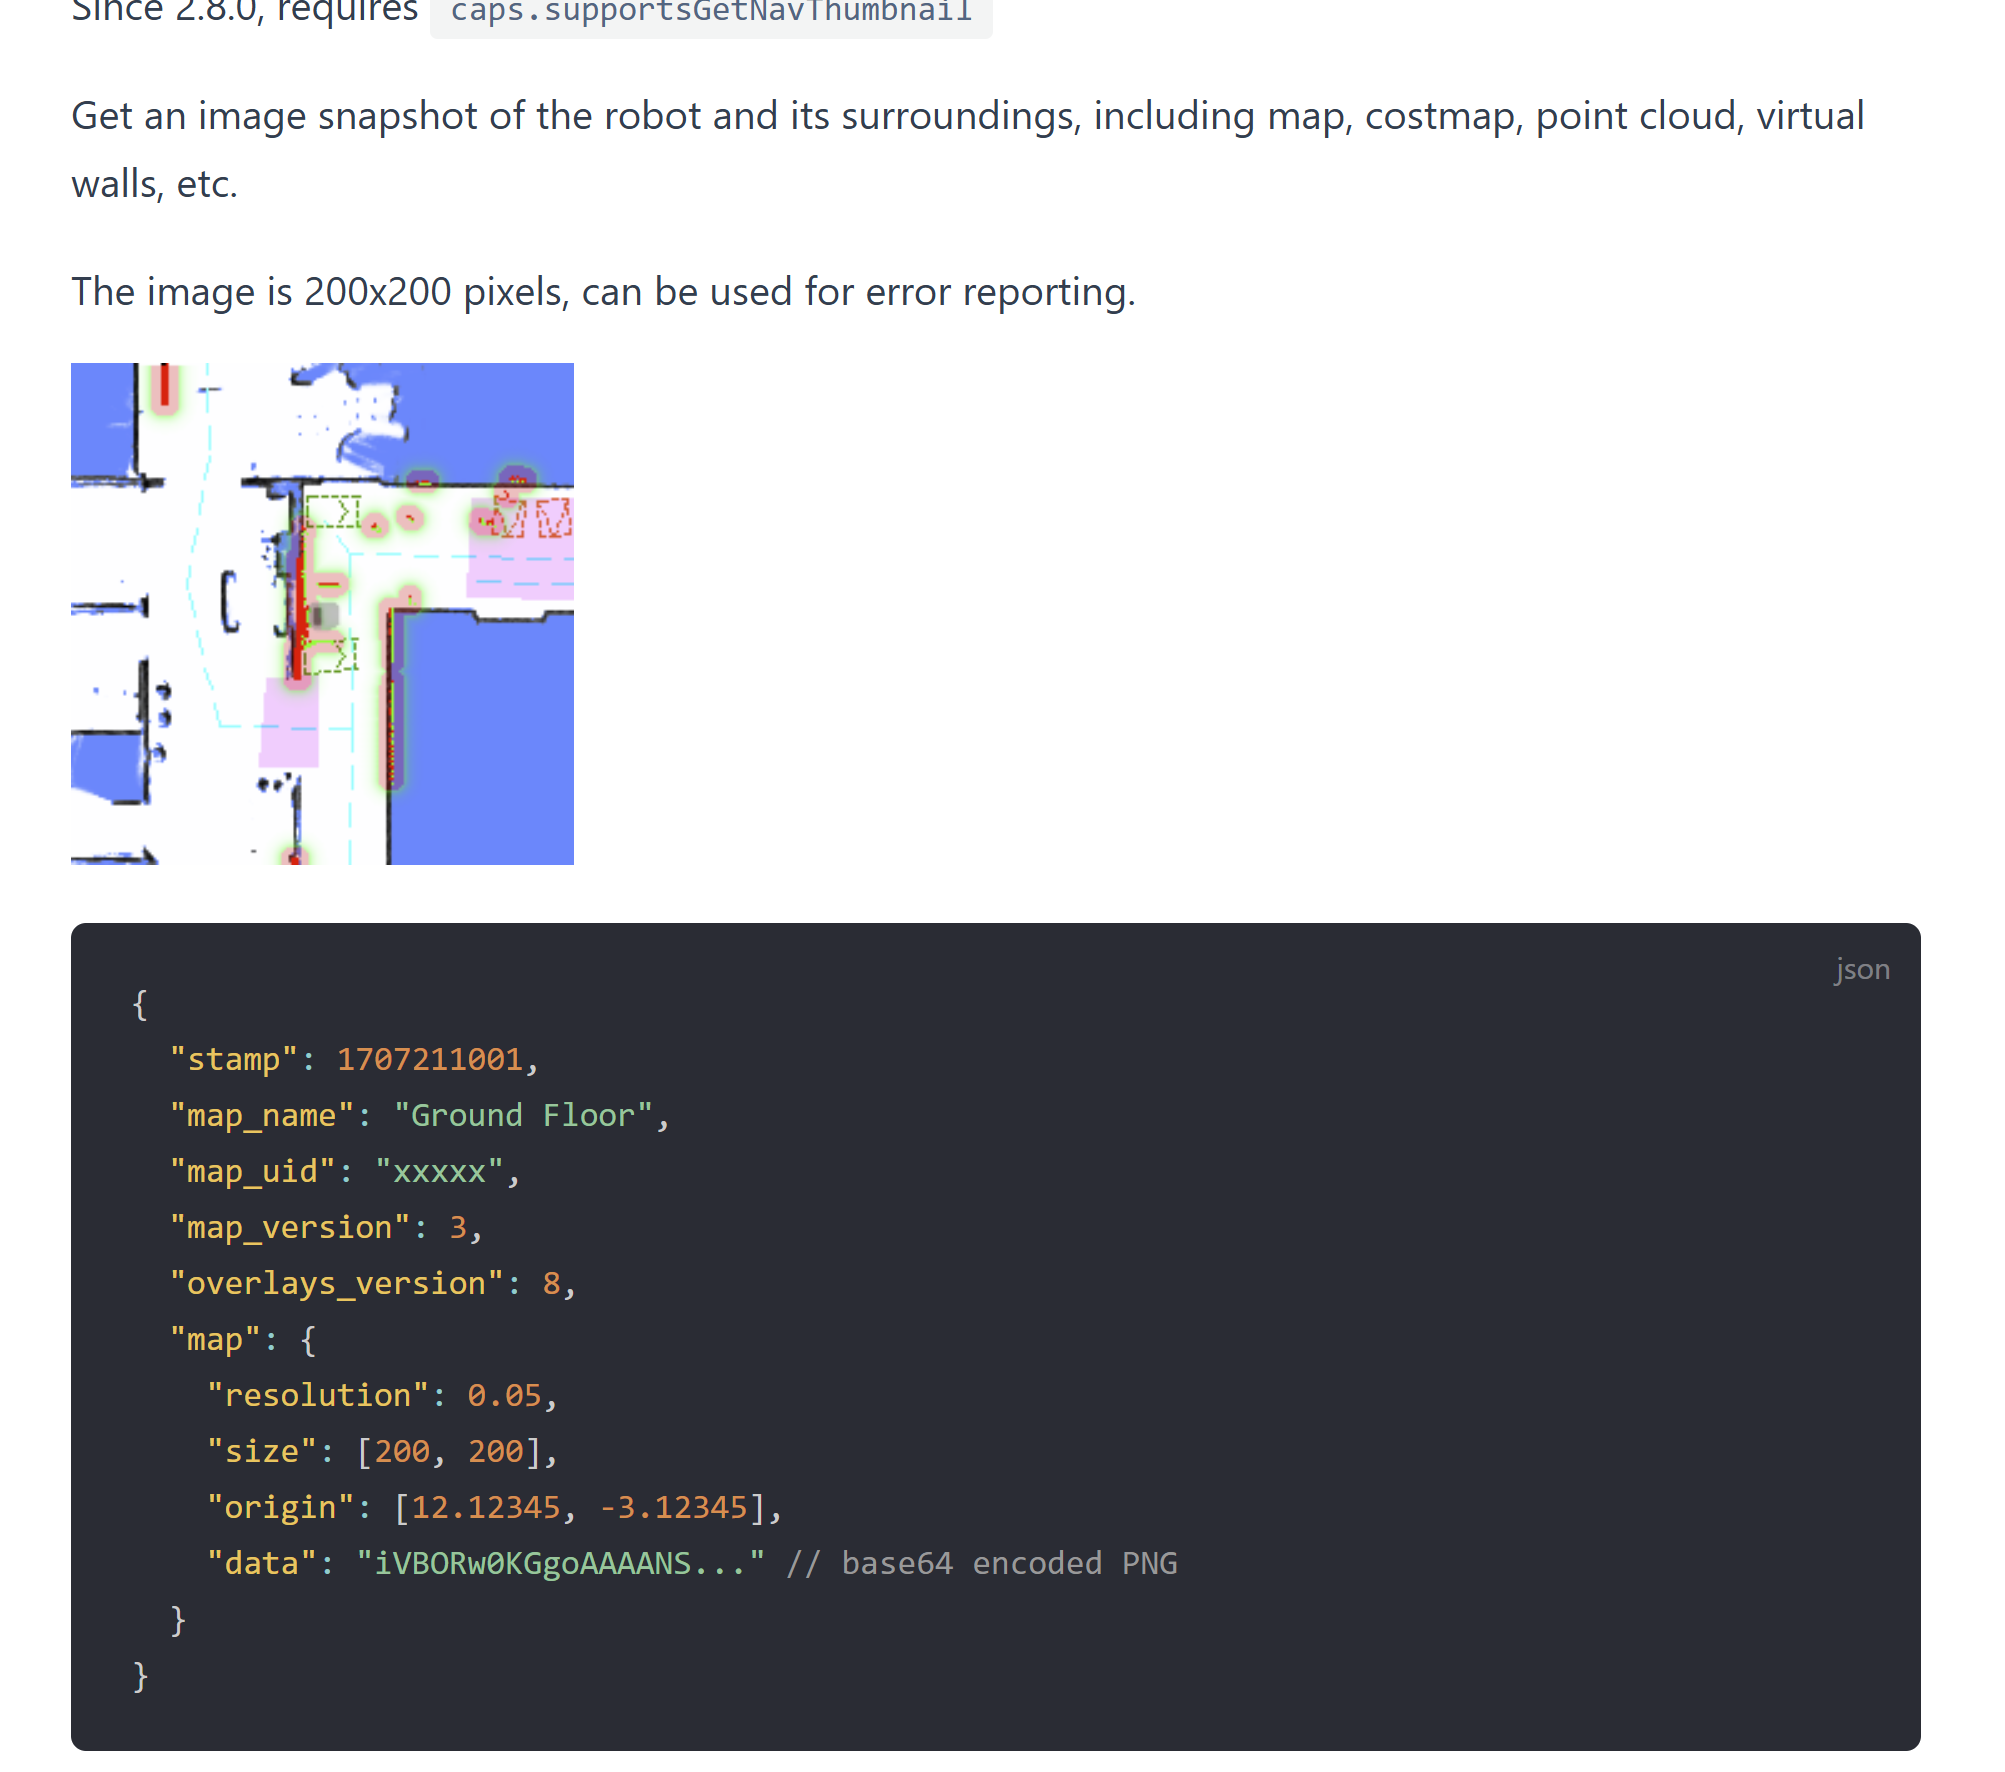 Since 2.8.0, requires caps.supportsGetNavThumbnail
Get an image snapshot of the robot and its surroundings, including map, costmap, point cloud, virtual
walls, etc.
The image is 200x200 pixels, can be used for error reporting.
json
{
  "stamp": 1707211001,
  "map_name": "Ground Floor",
  "map_uid": "xxxxx",
  "map_version": 3,
  "overlays_version": 8,
  "map": {
    "resolution": 0.05,
    "size": [200, 200],
    "origin": [12.12345, -3.12345],
    "data": "iVBORw0KGgoAAAANS..." // base64 encoded PNG
  }
}